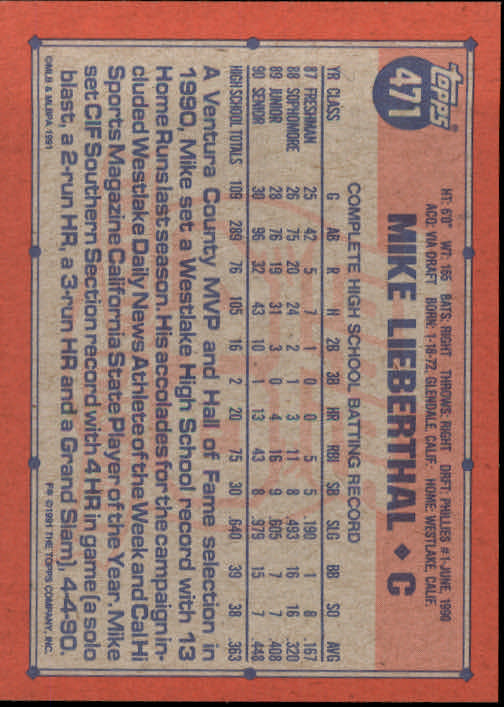 topps
471
HT: 6'0" WT: 165 BATS: RIGHT THROWS: RIGHT DRFT: PHILLIES #1-JUNE, 1990
ACQ: VIA DRAFT BORN: 1-18-72, GLENDALE, CALIF. HOME: WESTLAKE, CALIF.
MIKE LIEBERTHAL ◆ C
COMPLETE HIGH SCHOOL BATTING RECORD
YR CLASS G AB R H 2B 3B HR RBI SB SLG BB SO AVG
87 FRESHMAN 25 42 5 7 1 0 0 5 5 .190 1 8 .167
88 SOPHOMORE 26 75 20 24 2 1 3 11 8 .493 16 16 .320
89 JUNIOR 28 76 19 31 3 0 4 16 9 .605 7 7 .408
90 SENIOR 30 96 32 43 10 1 13 43 8 .979 15 7 .448
HIGH SCHOOL TOTALS 109 289 76 105 16 2 20 75 30 .640 39 38 .363
A Ventura County MVP and Hall of Fame selection in
1990, Mike set a Westlake High School record with 13
Home Runs last season. His accolades for the campaign in-
cluded Westlake Daily News Athlete of the Week and Cal Hi
Sports Magazine California State Player of the Year. Mike
set CIF Southern Section record with 4 HR in game (a solo
blast, a 2-run HR, a 3-run HR and a Grand Slam), 4-4-90.
©MLB & MLBPA 1991
P® ©1991 THE TOPPS COMPANY, INC.